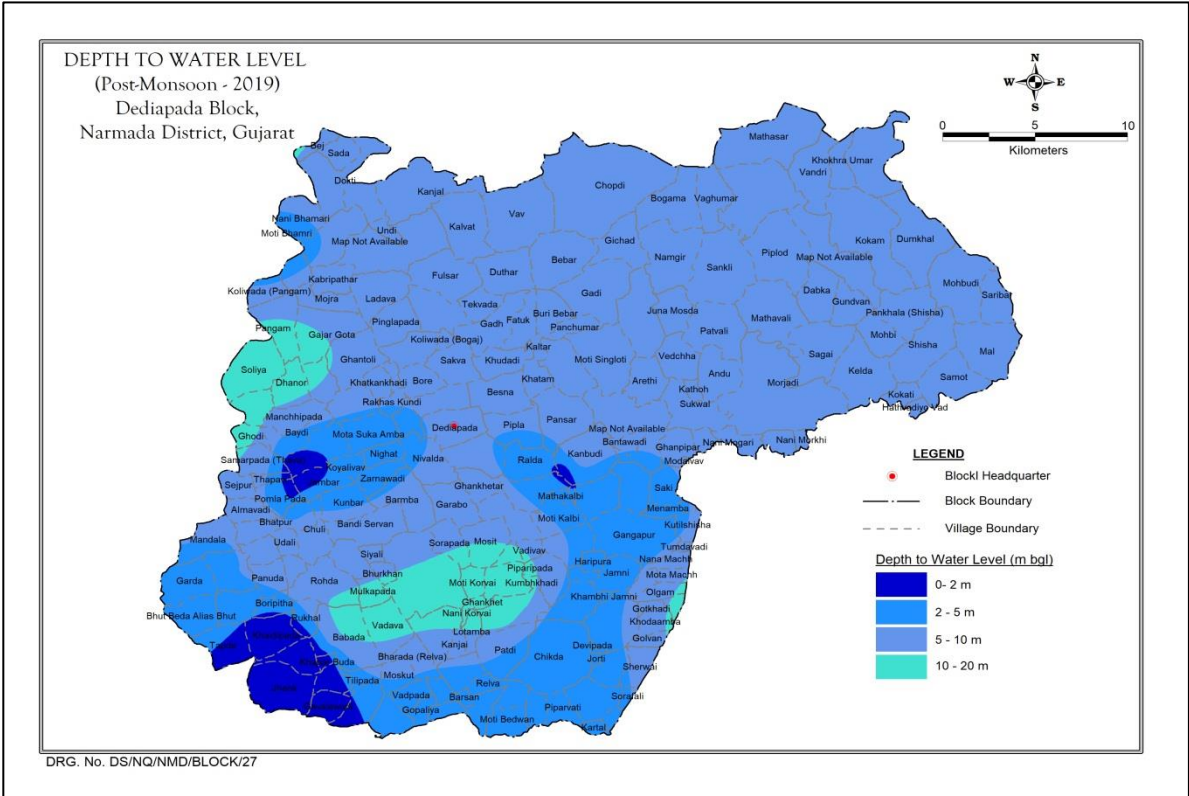 DEPTH TO WATER LEVEL
(Post-Monsoon - 2019)
Dediapada Block,
Narmada District, Gujarat
N
W E
S
0 5 10
Kilometers
Mathasar
Bej
Sada
Khokhra Umar
Vandri
Dokti
Kanjal
Chopdi
Bogama
Vaghumar
Nani Bhamari
Vav
Moti Bhamri
Undi
Kalvat
Map Not Available
Gichad
Kokam
Dumkhal
Piplod
Map Not Available
Bebar
Namgir
Sankli
Kabripathar
Fulsar
Duthar
Mohbudi
Koliwada (Pangam)
Mojra
Ladava
Gadi
Dabka
Saribar
Tekvada
Gundvan
Juna Mosda
Buri Bebar
Pankhala (Shisha)
Pangam
Gajar Gota
Pinglapada
Gadh
Fatuk
Panchumar
Mathavali
Patvali
Mohbi
Koliwada (Bogaj)
Kaltar
Shisha
Mal
Ghantoli
Sakva
Khudadi
Moti Singloti
Vedchha
Sagai
Soliya
Kelda
Samot
Dhanor
Khatkankhadi
Bore
Khatam
Arethi
Andu
Morjadi
Besna
Kathoh
Kokati
Rakhas Kundi
Sukwal
Manchhipada
Dediapada
Pipla
Pansar
Map Not Available
Ghodi
Baydi
Mota Suka Amba
Bantawadi
Nani Mogari
Nani Morkhi
Ghanpipar
Nighat
Nivalda
Ralda
Kanbudi
Modalvav
Koyalivav
Thapav
Zarnawadi
Sejpur
Ghankhetar
Saki
Pomla Pada
Kunbar
Barmba
Mathakalbi
Almavadi
Garabo
Menamba
Bhatpur
Chuli
Bandi Servan
Moti Kalbi
Kutilshisha
Mandala
Udali
Sorapada
Mosit
Gangapur
Tumdavadi
Siyali
Vadivav
Nana Machh
Garda
Panuda
Rohda
Bhurkhan
Piparipada
Haripura
Jamni
Mota Machh
Mulkapada
Moti Korvai
Kumbhkhadi
Olgam
Boripitha
Ghankhet
Khambhi Jamni
Gotkhadi
Bhut Beda Alias Bhut
Rukhal
Vadava
Nani Korvai
Khodaamba
Babada
Lotamba
Golvan
Kanjai
Patdi
Devipada
Buda
Bharada (Relva)
Chikda
Jorti
Sherwai
Moskut
Tilipada
Relva
Vadpada
Barsan
Sorafali
Gopaliya
Piparvati
Moti Bedwan
Kartal
LEGEND
Blockl Headquarter
Block Boundary
Village Boundary
Depth to Water Level (m bgl)
0- 2 m
2 - 5 m
5 - 10 m
10 - 20 m
DRG. No. DS/NQ/NMD/BLOCK/27